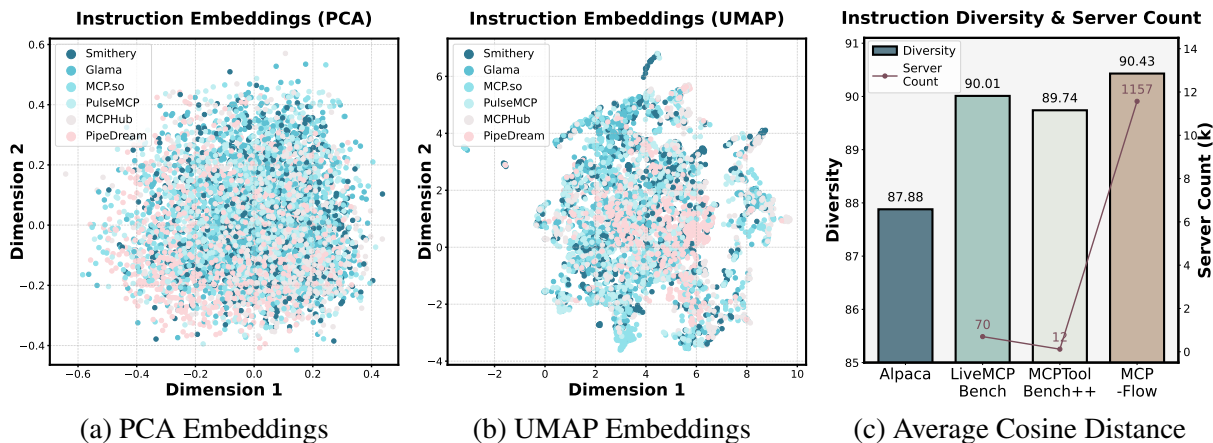 Instruction Embeddings (PCA)
Dimension 2
0.6
0.4
0.2
0.0
−0.2
−0.4
Smithery
Glama
MCP.so
PulseMCP
MCPHub
PipeDream
−0.6
−0.4
−0.2
0.0
0.2
0.4
Dimension 1
(a) PCA Embeddings
Instruction Embeddings (UMAP)
Dimension 2
8
6
4
2
0
−2
−4
Smithery
Glama
MCP.so
PulseMCP
MCPHub
PipeDream
−2
0
2
4
6
8
10
Dimension 1
(b) UMAP Embeddings
Instruction Diversity & Server Count
Diversity
91
90
89
88
87
86
85
Diversity
Server
Count
87.88
90.01
89.74
90.43
70
12
1157
Alpaca
LiveMCP
Bench
MCPTool
Bench++
MCP
-Flow
14
12
10
8
6
4
2
0
Server Count (k)
(c) Average Cosine Distance